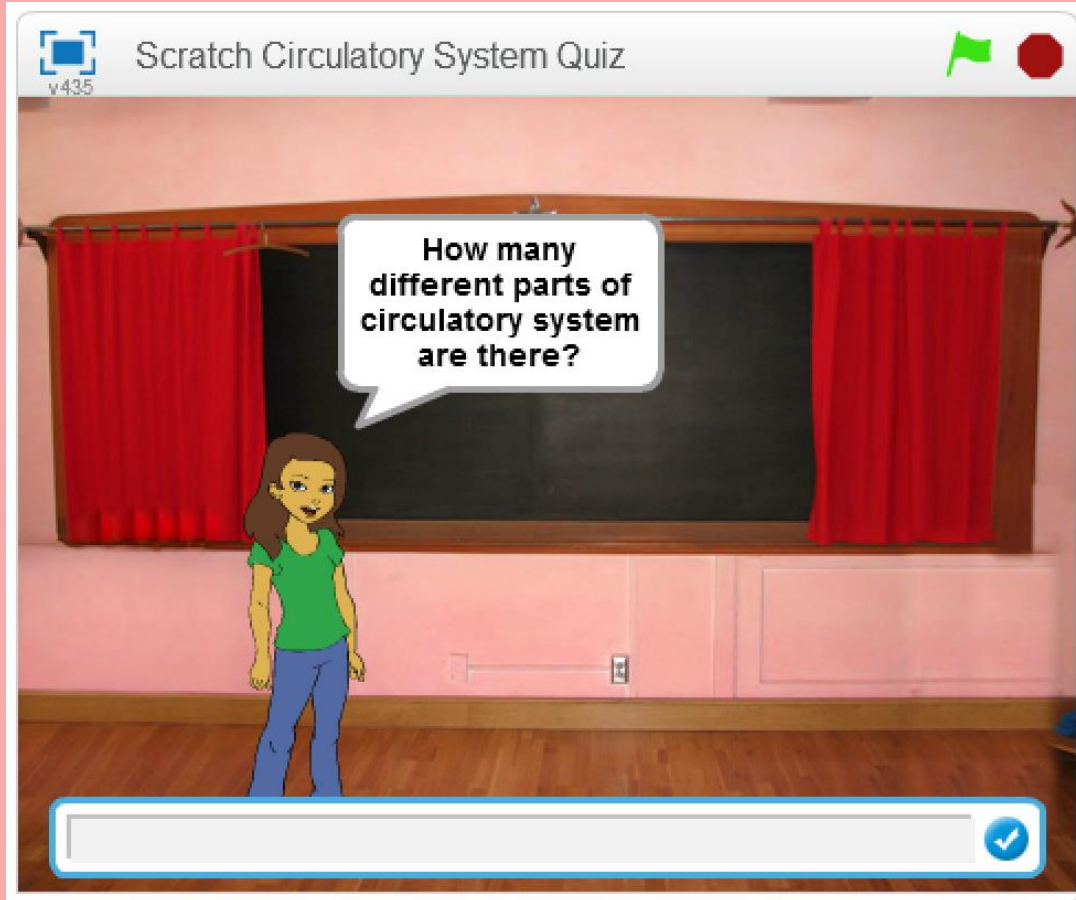 Scratch Circulatory System Quiz
v435
How many
different parts of
circulatory system
are there?